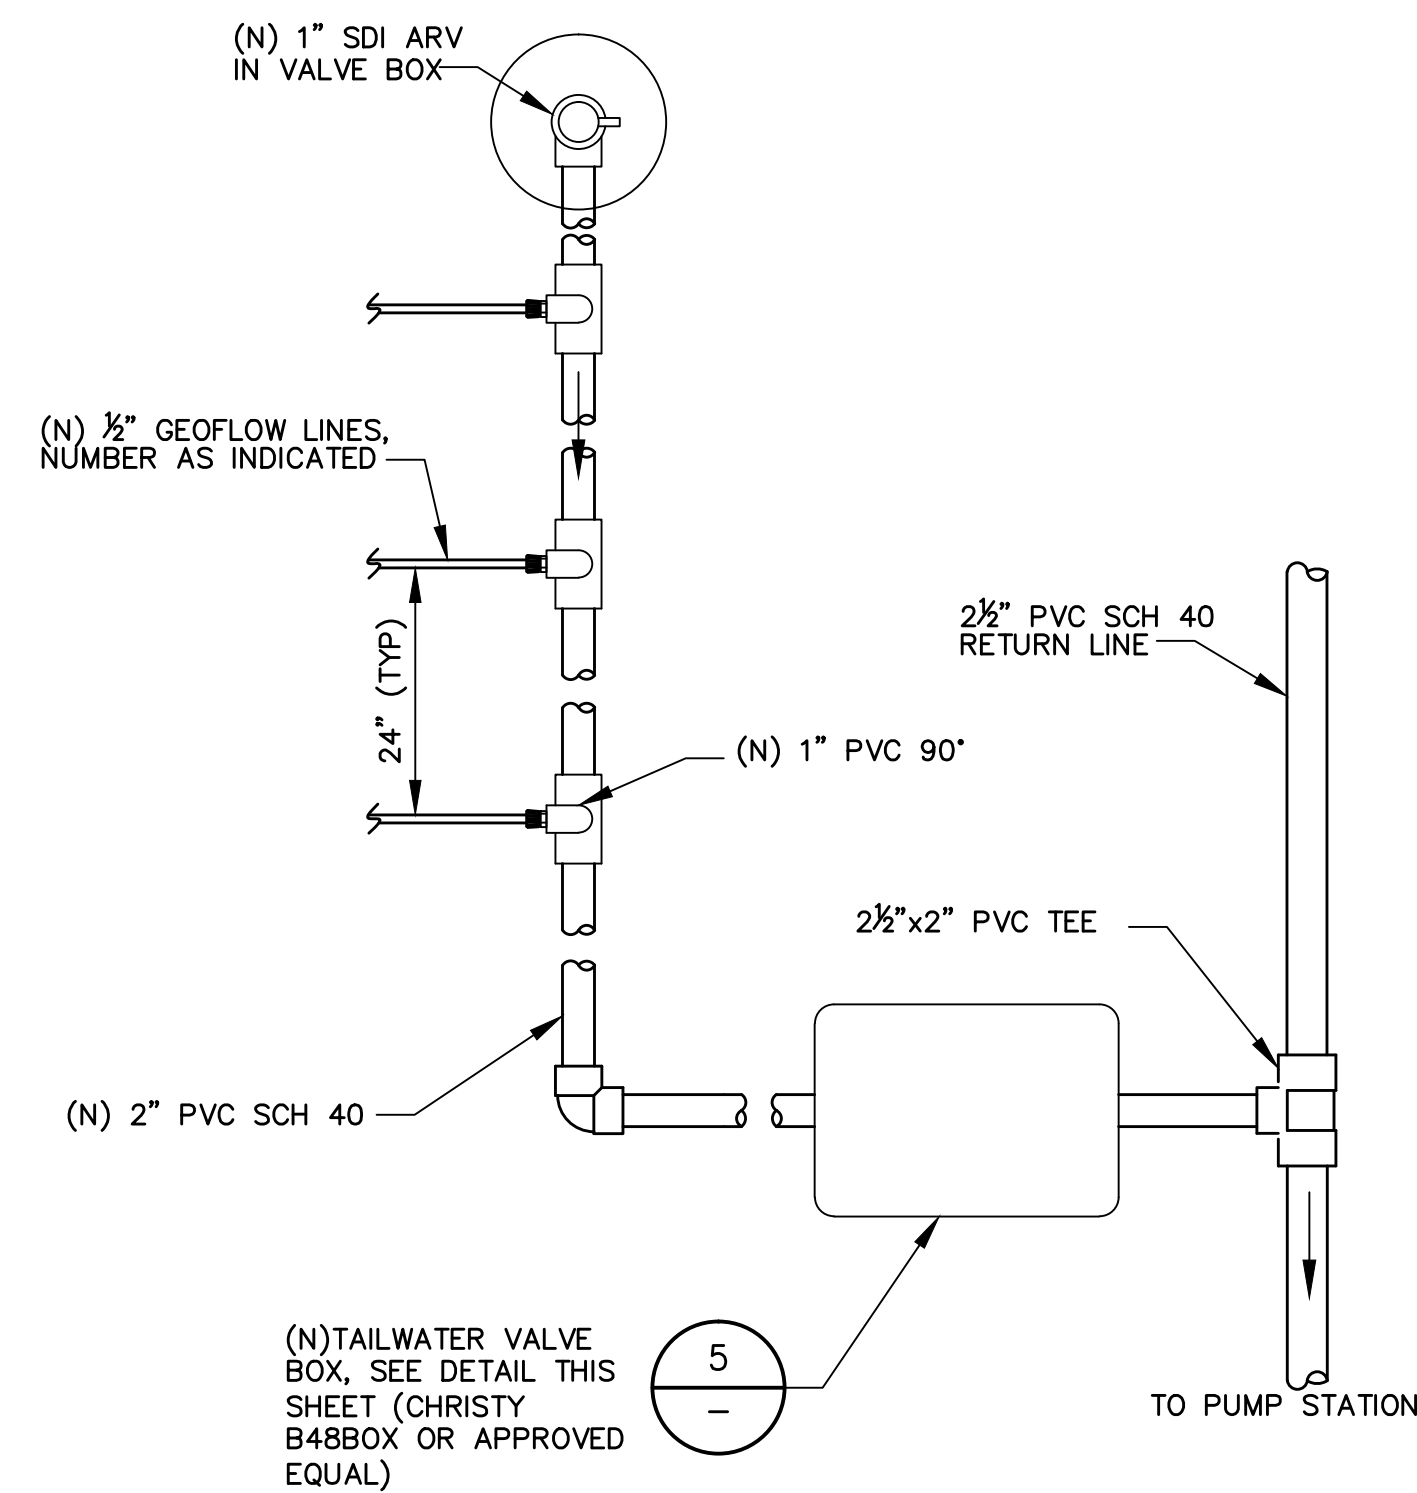 (N) 1" SDI ARV
IN VALVE BOX
(N) ½" GEOFLOW LINES,
NUMBER AS INDICATED
24" (TYP)
2½" PVC SCH 40
RETURN LINE
(N) 1" PVC 90°
2½"x2" PVC TEE
(N) 2" PVC SCH 40
(N)TAILWATER VALVE
BOX, SEE DETAIL THIS
SHEET (CHRISTY
B48BOX OR APPROVED
EQUAL)
5
–
TO PUMP STATION